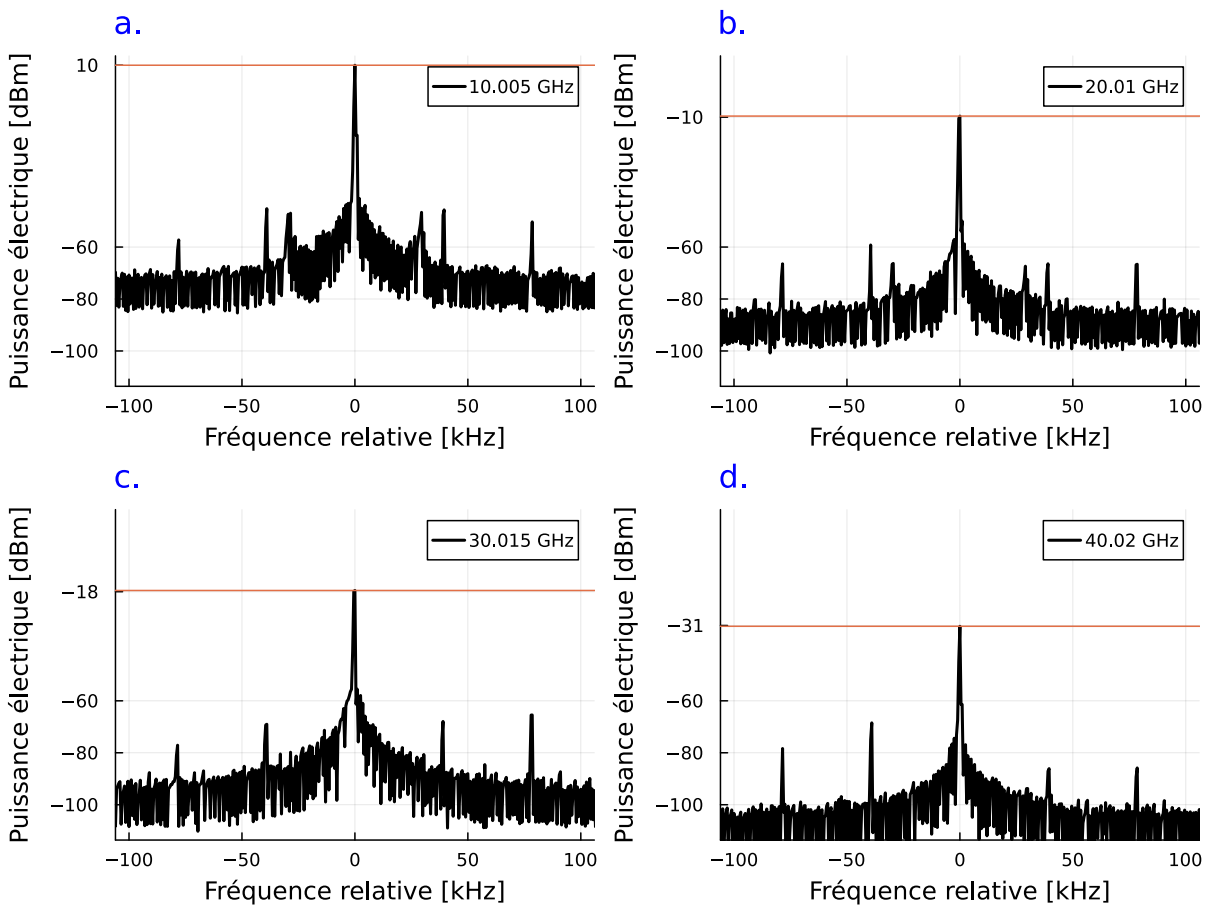 a.
Puissance électrique [dBm]
10
−60
−80
−100
10.005 GHz
−100
−50
0
50
100
Fréquence relative [kHz]
b.
Puissance électrique [dBm]
−10
−60
−80
−100
20.01 GHz
−100
−50
0
50
100
Fréquence relative [kHz]
c.
Puissance électrique [dBm]
−18
−60
−80
−100
30.015 GHz
−100
−50
0
50
100
Fréquence relative [kHz]
d.
Puissance électrique [dBm]
−31
−60
−80
−100
40.02 GHz
−100
−50
0
50
100
Fréquence relative [kHz]